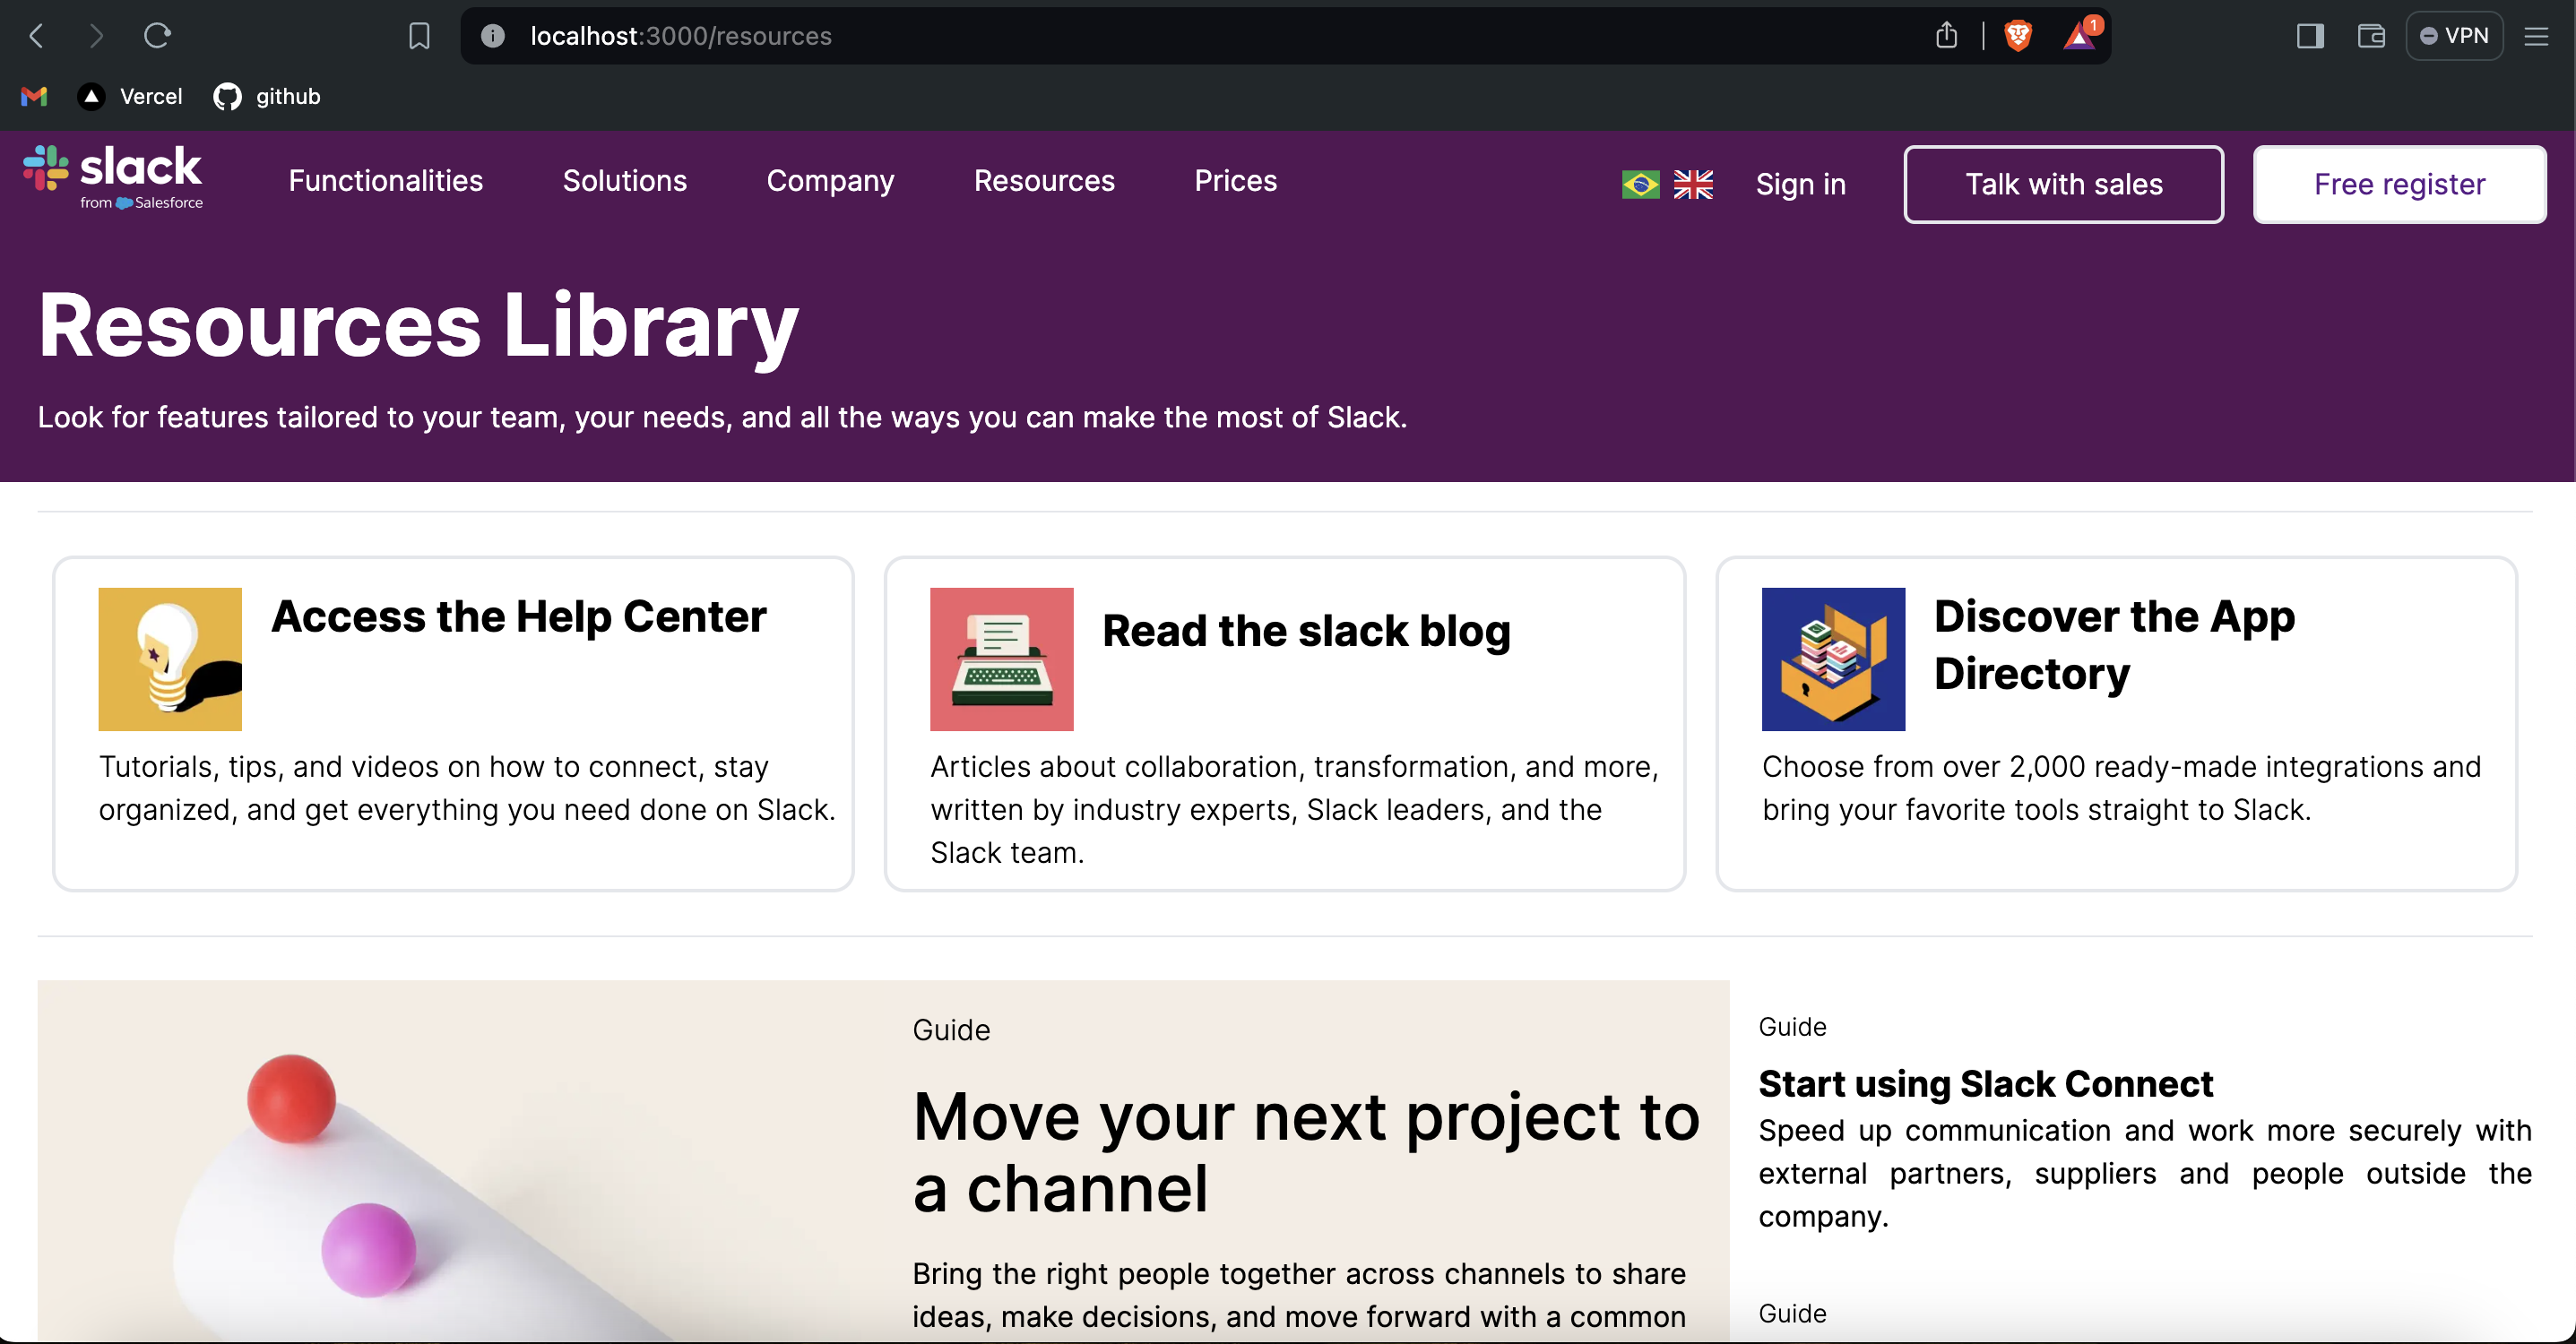 localhost:3000/resources
1
VPN
Vercel
github
slack
from Salesforce
Functionalities
Solutions
Company
Resources
Prices
Sign in
Talk with sales
Free register
Resources Library
Look for features tailored to your team, your needs, and all the ways you can make the most of Slack.
Access the Help Center
Tutorials, tips, and videos on how to connect, stay
organized, and get everything you need done on Slack.
Read the slack blog
Articles about collaboration, transformation, and more,
written by industry experts, Slack leaders, and the
Slack team.
Discover the App
Directory
Choose from over 2,000 ready-made integrations and
bring your favorite tools straight to Slack.
Guide
Move your next project to
a channel
Bring the right people together across channels to share
ideas, make decisions, and move forward with a common
Guide
Start using Slack Connect
Speed up communication and work more securely with
external partners, suppliers and people outside the
company.
Guide